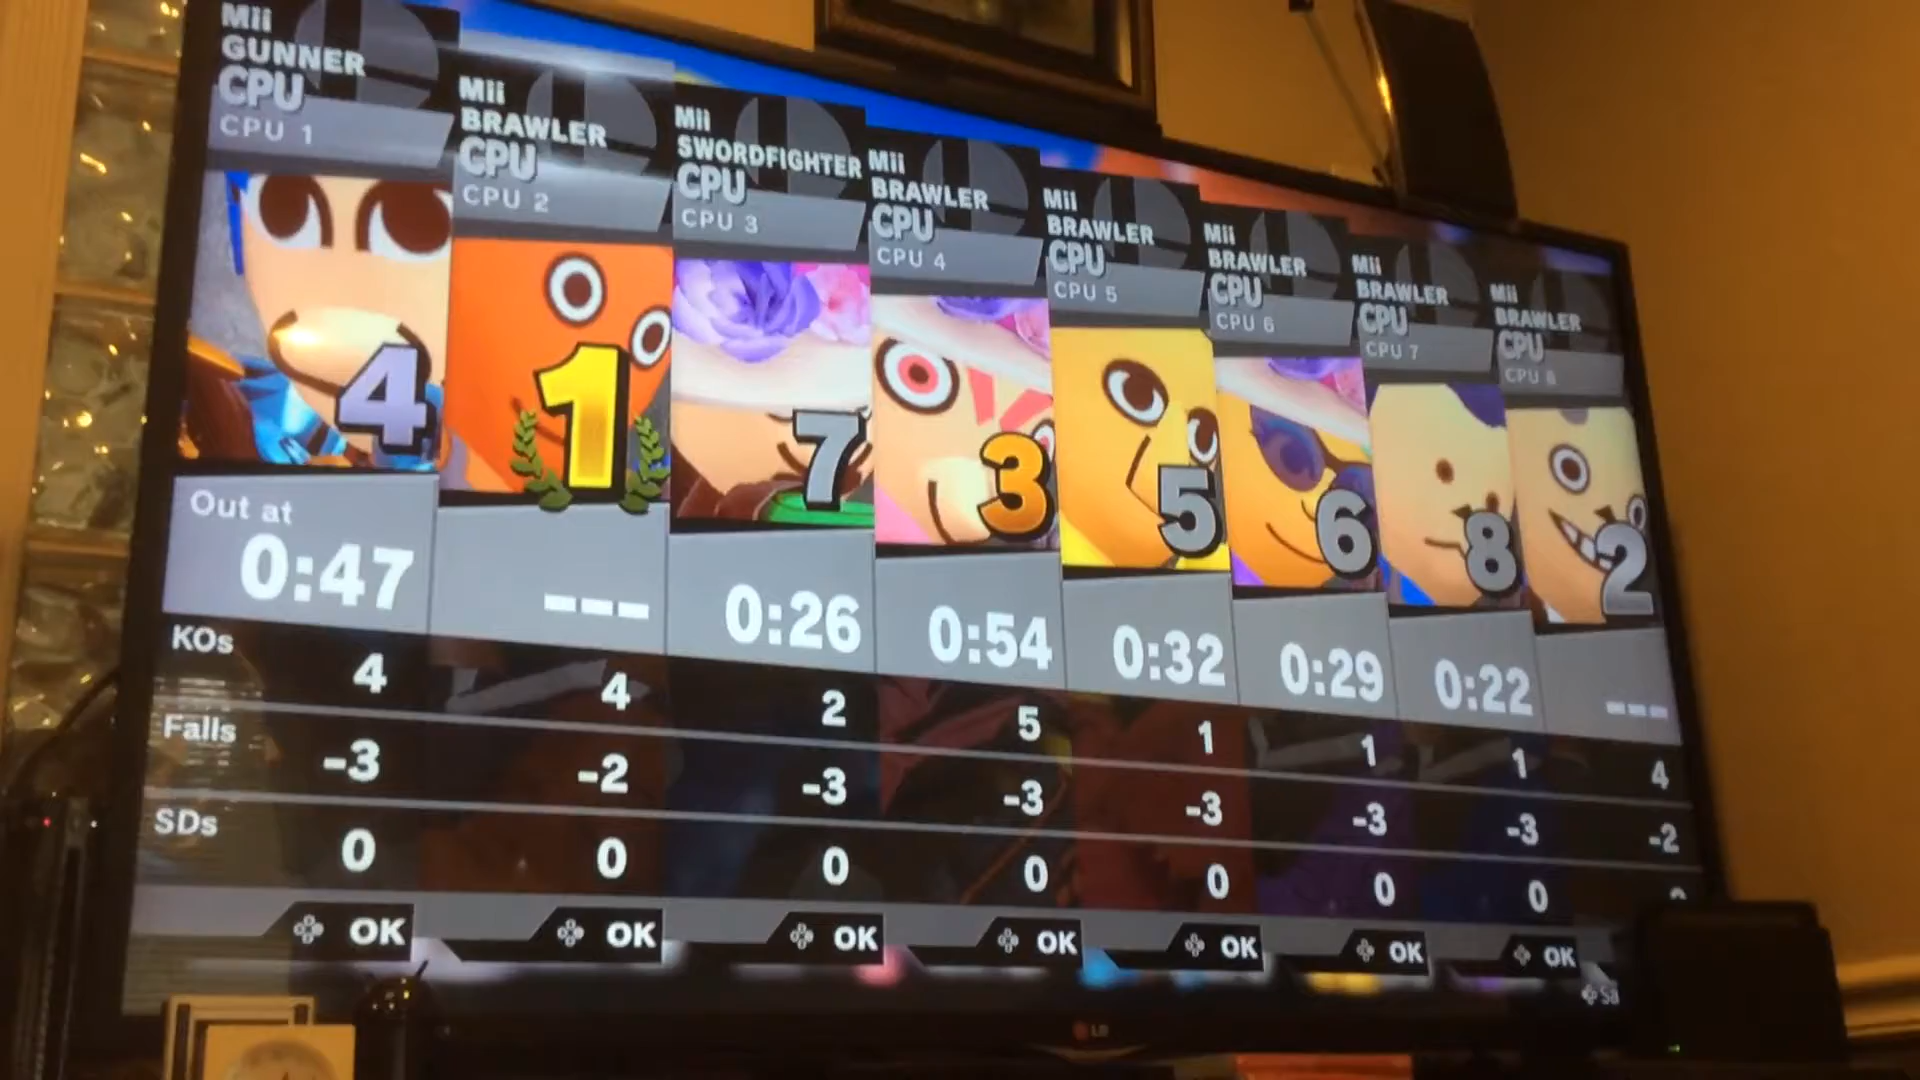 Mii
GUNNER
CPU
CPU 1
Mii
BRAWLER
CPU
CPU 2
Mii
SWORDFIGHTER
CPU
CPU 3
Mii
BRAWLER
CPU
CPU 4
Mii
BRAWLER
CPU
CPU 5
Mii
BRAWLER
CPU
CPU 6
Mii
BRAWLER
CPU
CPU 7
Mii
BRAWLER
CPU
CPU 8
4 1 7 3 5 6 8 2
Out at
0:47 --- 0:26 0:54 0:32 0:29 0:22 ---
KOs
4 4 2 5 1 1 1 4
Falls
-3 -2 -3 -3 -3 -3 -3 -2
SDs
0 0 0 0 0 0 0
OK OK OK OK OK OK OK
Sa
LG